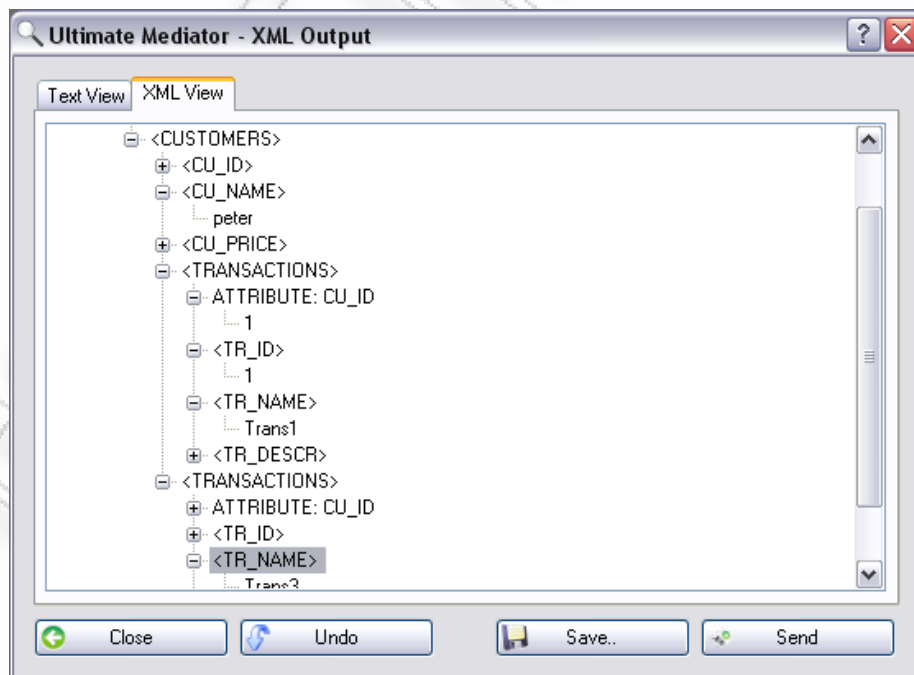 Ultimate Mediator - XML Output
Text View XML View
<CUSTOMERS>
<CU_ID>
<CU_NAME>
peter
<CU_PRICE>
<TRANSACTIONS>
ATTRIBUTE: CU_ID
1
<TR_ID>
1
<TR_NAME>
Trans1
<TR_DESCR>
<TRANSACTIONS>
ATTRIBUTE: CU_ID
<TR_ID>
<TR_NAME>
Trans3
Close Undo Save.. Send